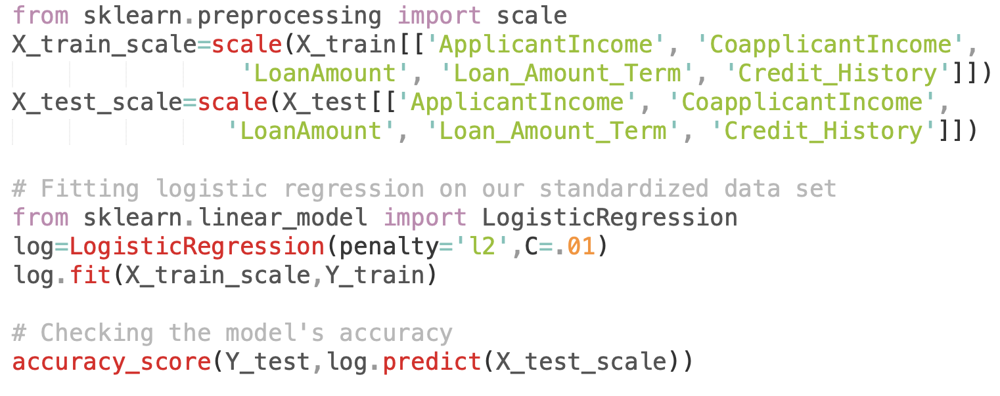 from sklearn.preprocessing import scale
X_train_scale=scale(X_train[['ApplicantIncome', 'CoapplicantIncome',
                'LoanAmount', 'Loan_Amount_Term', 'Credit_History']])
X_test_scale=scale(X_test[['ApplicantIncome', 'CoapplicantIncome',
               'LoanAmount', 'Loan_Amount_Term', 'Credit_History']])

# Fitting logistic regression on our standardized data set
from sklearn.linear_model import LogisticRegression
log=LogisticRegression(penalty='l2',C=.01)
log.fit(X_train_scale,Y_train)

# Checking the model's accuracy
accuracy_score(Y_test,log.predict(X_test_scale))